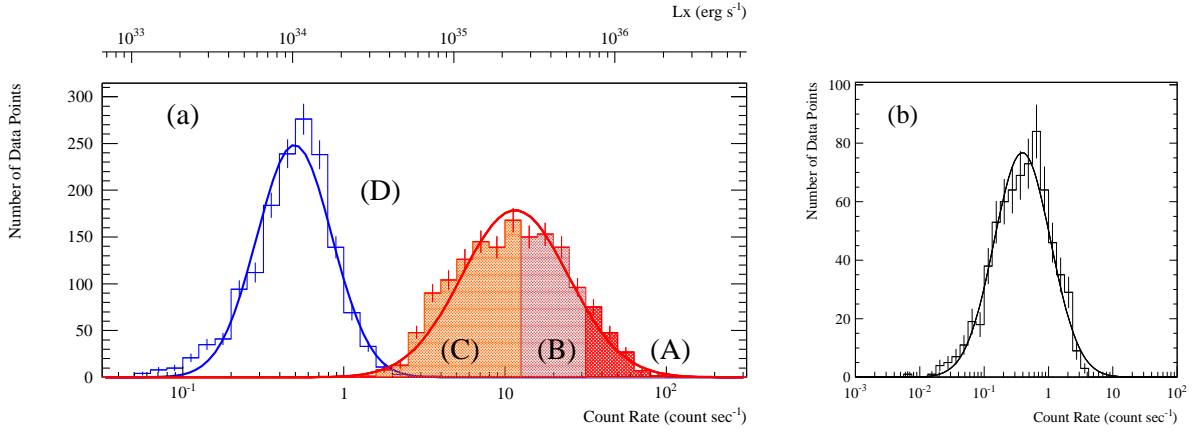 Lx (erg s⁻¹)
10³³ 10³⁴ 10³⁵ 10³⁶
Number of Data Points
300
250
200
150
100
50
0
(a)
(D)
(C) (B) (A)
10⁻¹ 1 10 10²
Count Rate (count sec⁻¹)
Number of Data Points
100
80
60
40
20
0
(b)
10⁻³ 10⁻² 10⁻¹ 1 10 10²
Count Rate (count sec⁻¹)